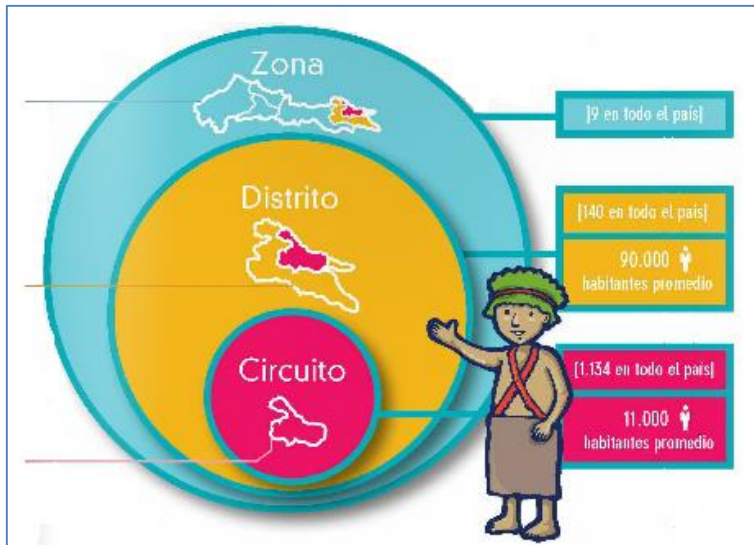 Zona
[9 en todo el país]
Distrito
[140 en todo el país]
90.000
habitantes promedio
Circuito
[1.134 en todo el país]
11.000
habitantes promedio